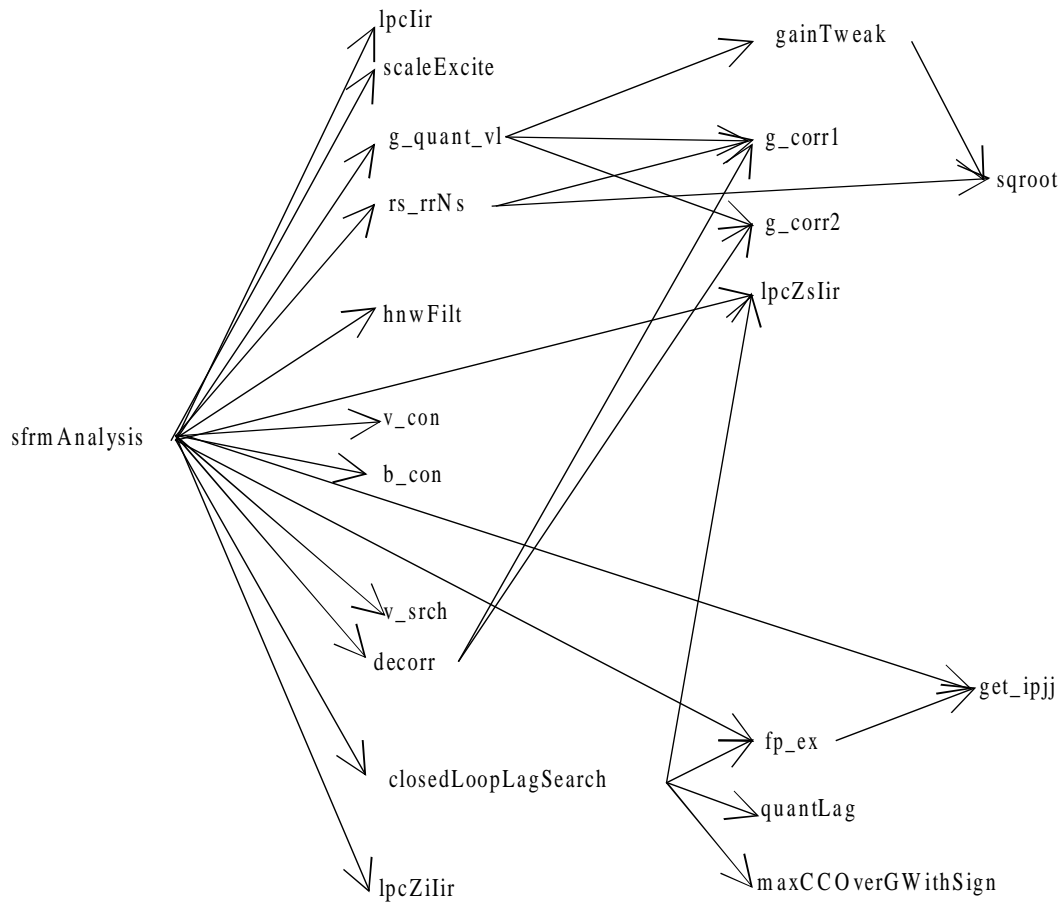 lpcIir
scaleExcite
g_quant_vl
rs_rrNs
hnwFilt
sfrmAnalysis
v_con
b_con
v_srch
decorr
closedLoopLagSearch
lpcZiIir
gainTweak
g_corr1
g_corr2
lpcZsIir
fp_ex
quantLag
maxCCOverGWithSign
sqroot
get_ipjj